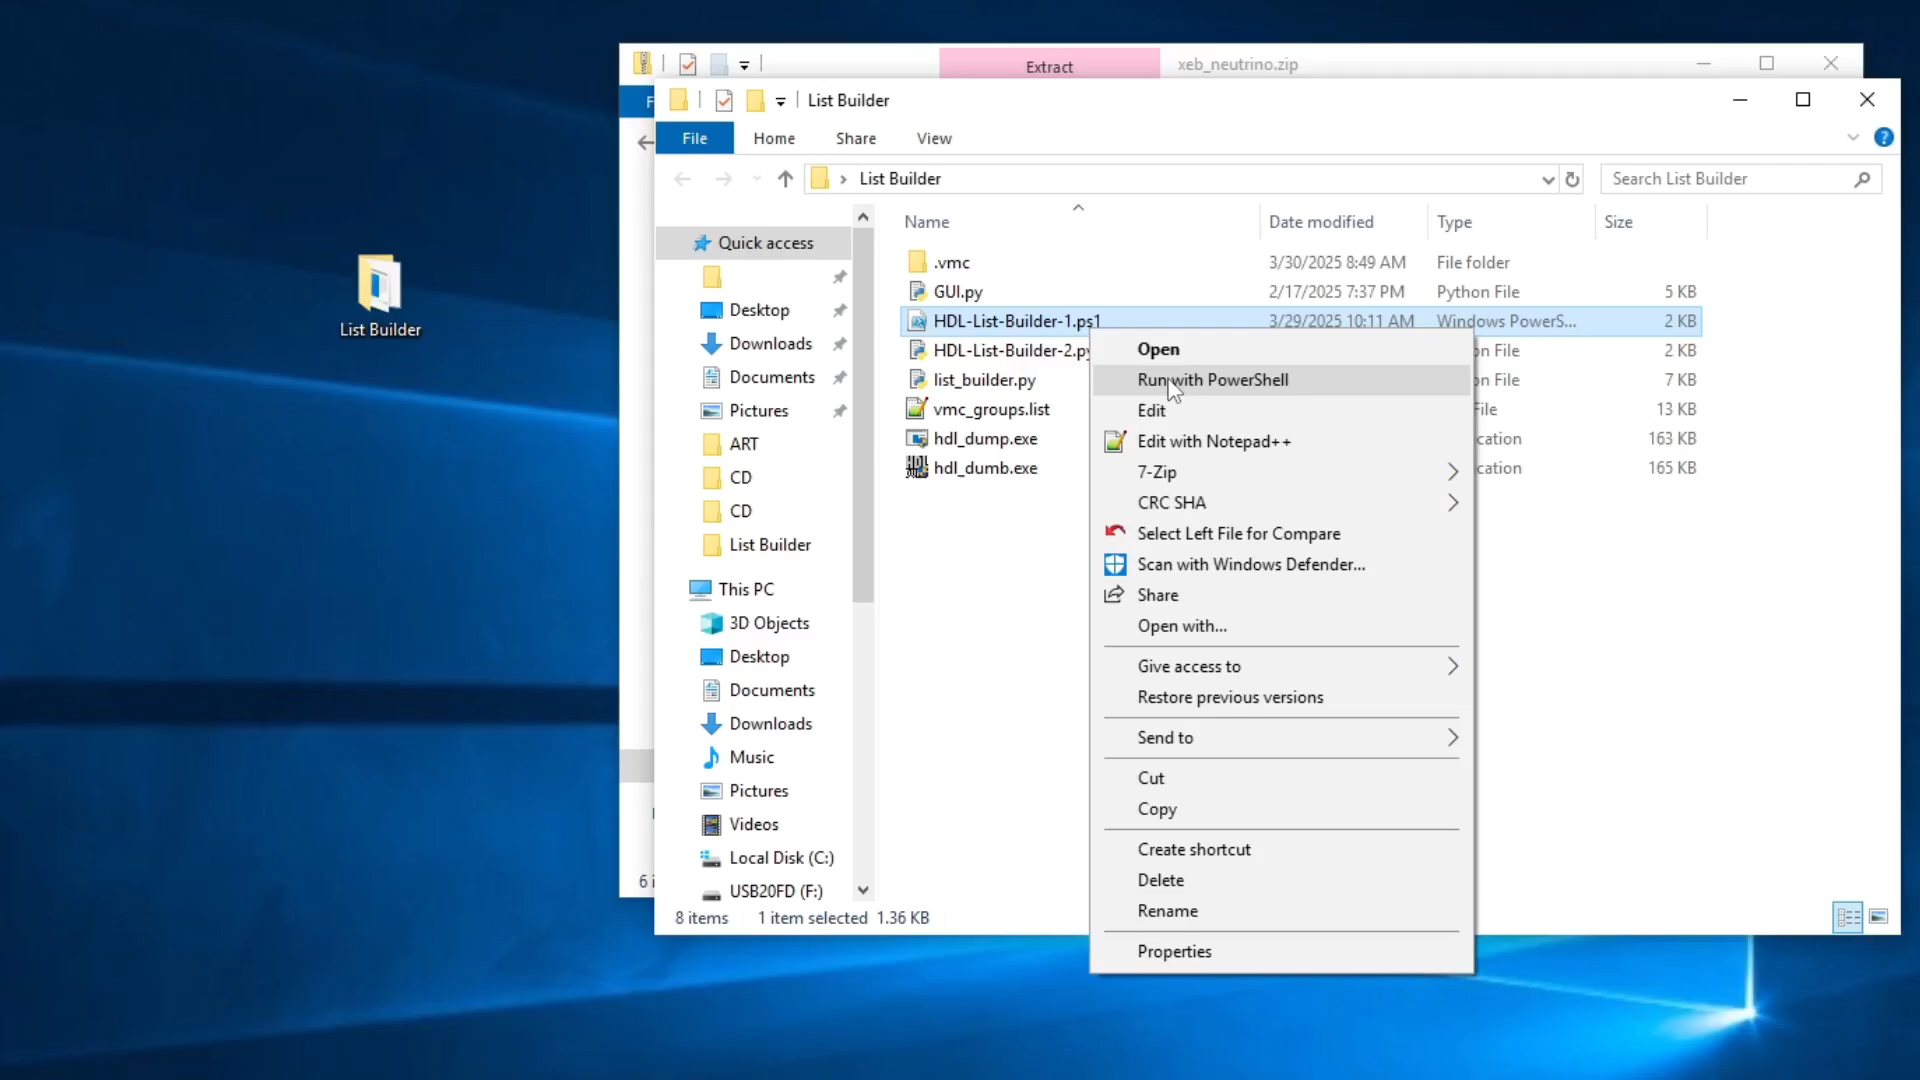 List Builder
Extract
xeb_neutrino.zip
List Builder
File
Home
Share
View
List Builder
Search List Builder
Name
Date modified
Type
Size
Quick access
Desktop
Downloads
Documents
Pictures
ART
CD
CD
List Builder
This PC
3D Objects
Desktop
Documents
Downloads
Music
Pictures
Videos
Local Disk (C:)
USB20FD (F:)
.vmc 3/30/2025 8:49 AM File folder
GUI.py 2/17/2025 7:37 PM Python File 5 KB
HDL-List-Builder-1.ps1 3/29/2025 10:11 AM Windows PowerS... 2 KB
HDL-List-Builder-2.py on File 2 KB
list_builder.py on File 7 KB
vmc_groups.list File 13 KB
hdl_dump.exe cation 163 KB
hdl_dumb.exe cation 165 KB
Open
Run with PowerShell
Edit
Edit with Notepad++
7-Zip
CRC SHA
Select Left File for Compare
Scan with Windows Defender...
Share
Open with...
Give access to
Restore previous versions
Send to
Cut
Copy
Create shortcut
Delete
Rename
Properties
8 items 1 item selected 1.36 KB